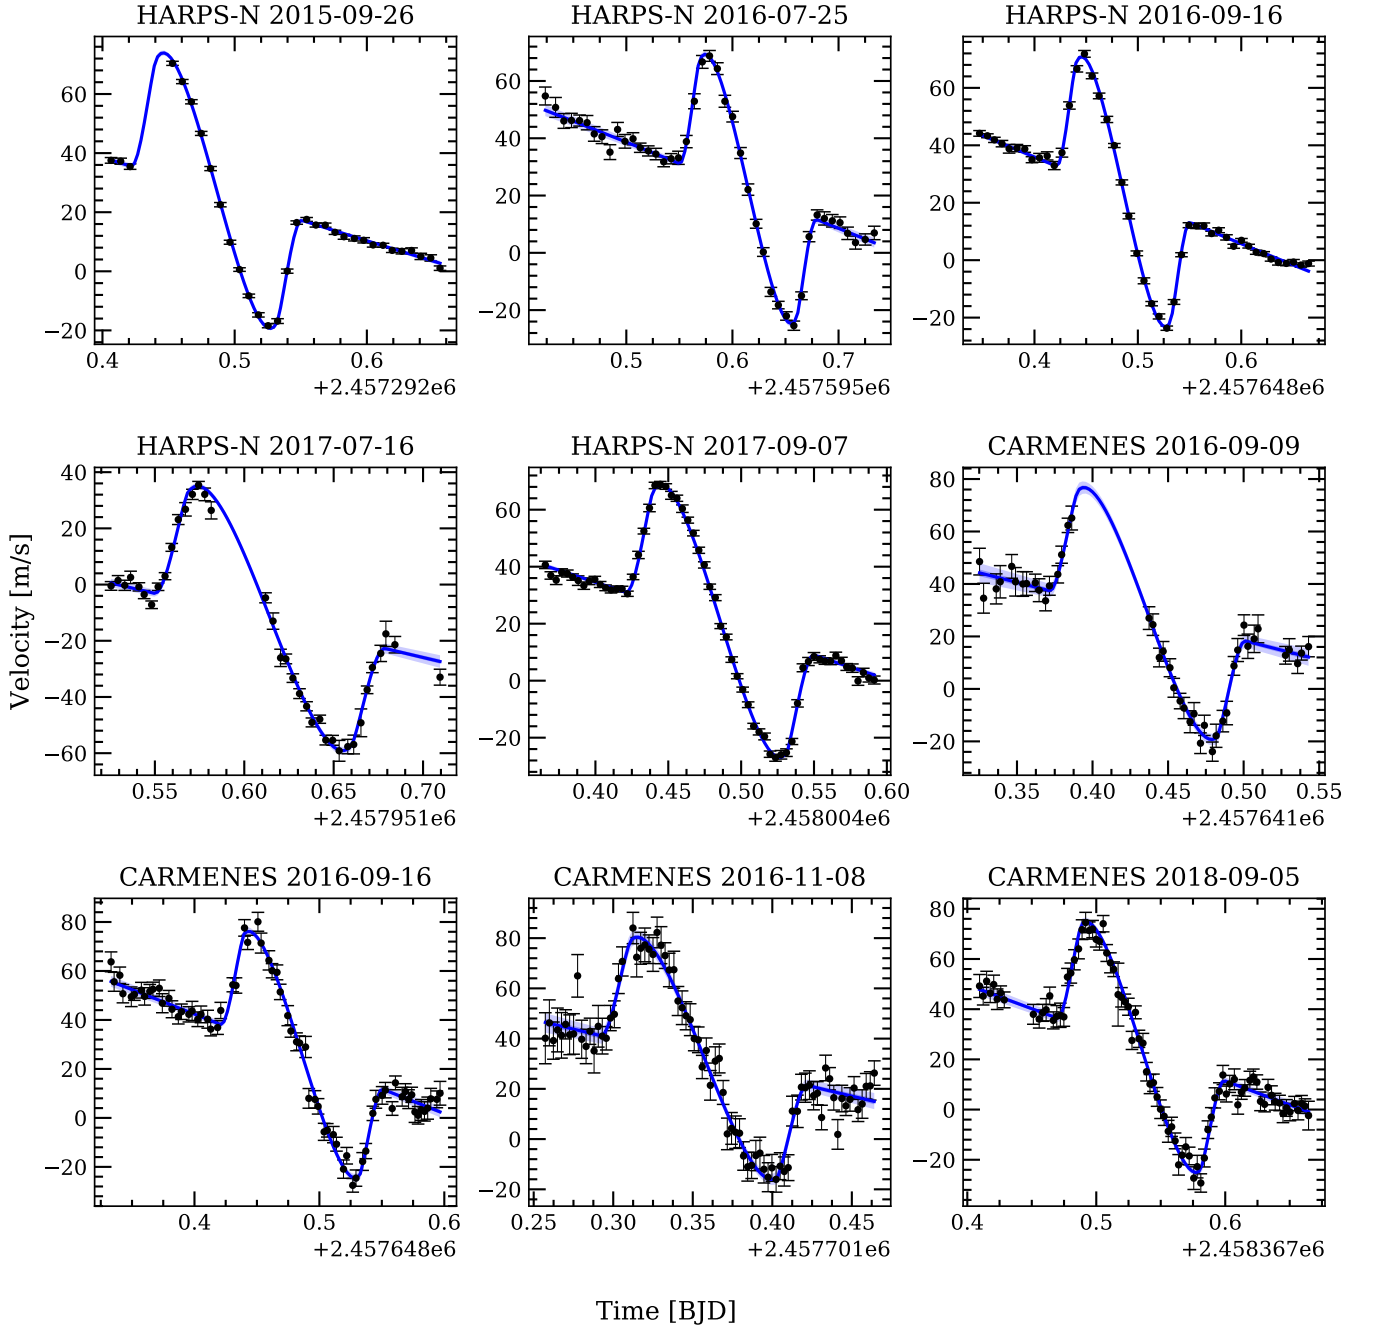 HARPS-N 2015-09-26 HARPS-N 2016-07-25 HARPS-N 2016-09-16
60 60 60
40 40 40
20 20 20
0 0 0
−20 −20 −20
0.4 0.5 0.6 0.5 0.6 0.7 0.4 0.5 0.6
+2.457292e6 +2.457595e6 +2.457648e6
HARPS-N 2017-07-16 HARPS-N 2017-09-07 CARMENES 2016-09-09
40 60 80
20 40 60
0 20 40
−20 0 20
−40 −20 0
−60 −20
0.55 0.60 0.65 0.70 0.40 0.45 0.50 0.55 0.60 0.35 0.40 0.45 0.50 0.55
+2.457951e6 +2.458004e6 +2.457641e6
Velocity [m/s]
CARMENES 2016-09-16 CARMENES 2016-11-08 CARMENES 2018-09-05
80 80 80
60 60 60
40 40 40
20 20 20
0 0 0
−20 −20 −20
0.4 0.5 0.6 0.25 0.30 0.35 0.40 0.45 0.4 0.5 0.6
+2.457648e6 +2.457701e6 +2.458367e6
Time [BJD]